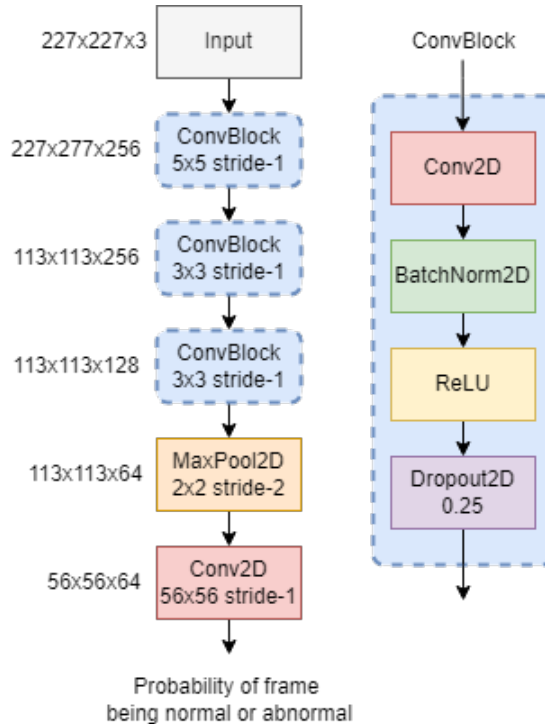 227x227x3
Input
227x277x256
ConvBlock
5x5 stride-1
113x113x256
ConvBlock
3x3 stride-1
113x113x128
ConvBlock
3x3 stride-1
113x113x64
MaxPool2D
2x2 stride-2
56x56x64
Conv2D
56x56 stride-1
Probability of frame
being normal or abnormal
ConvBlock
Conv2D
BatchNorm2D
ReLU
Dropout2D
0.25